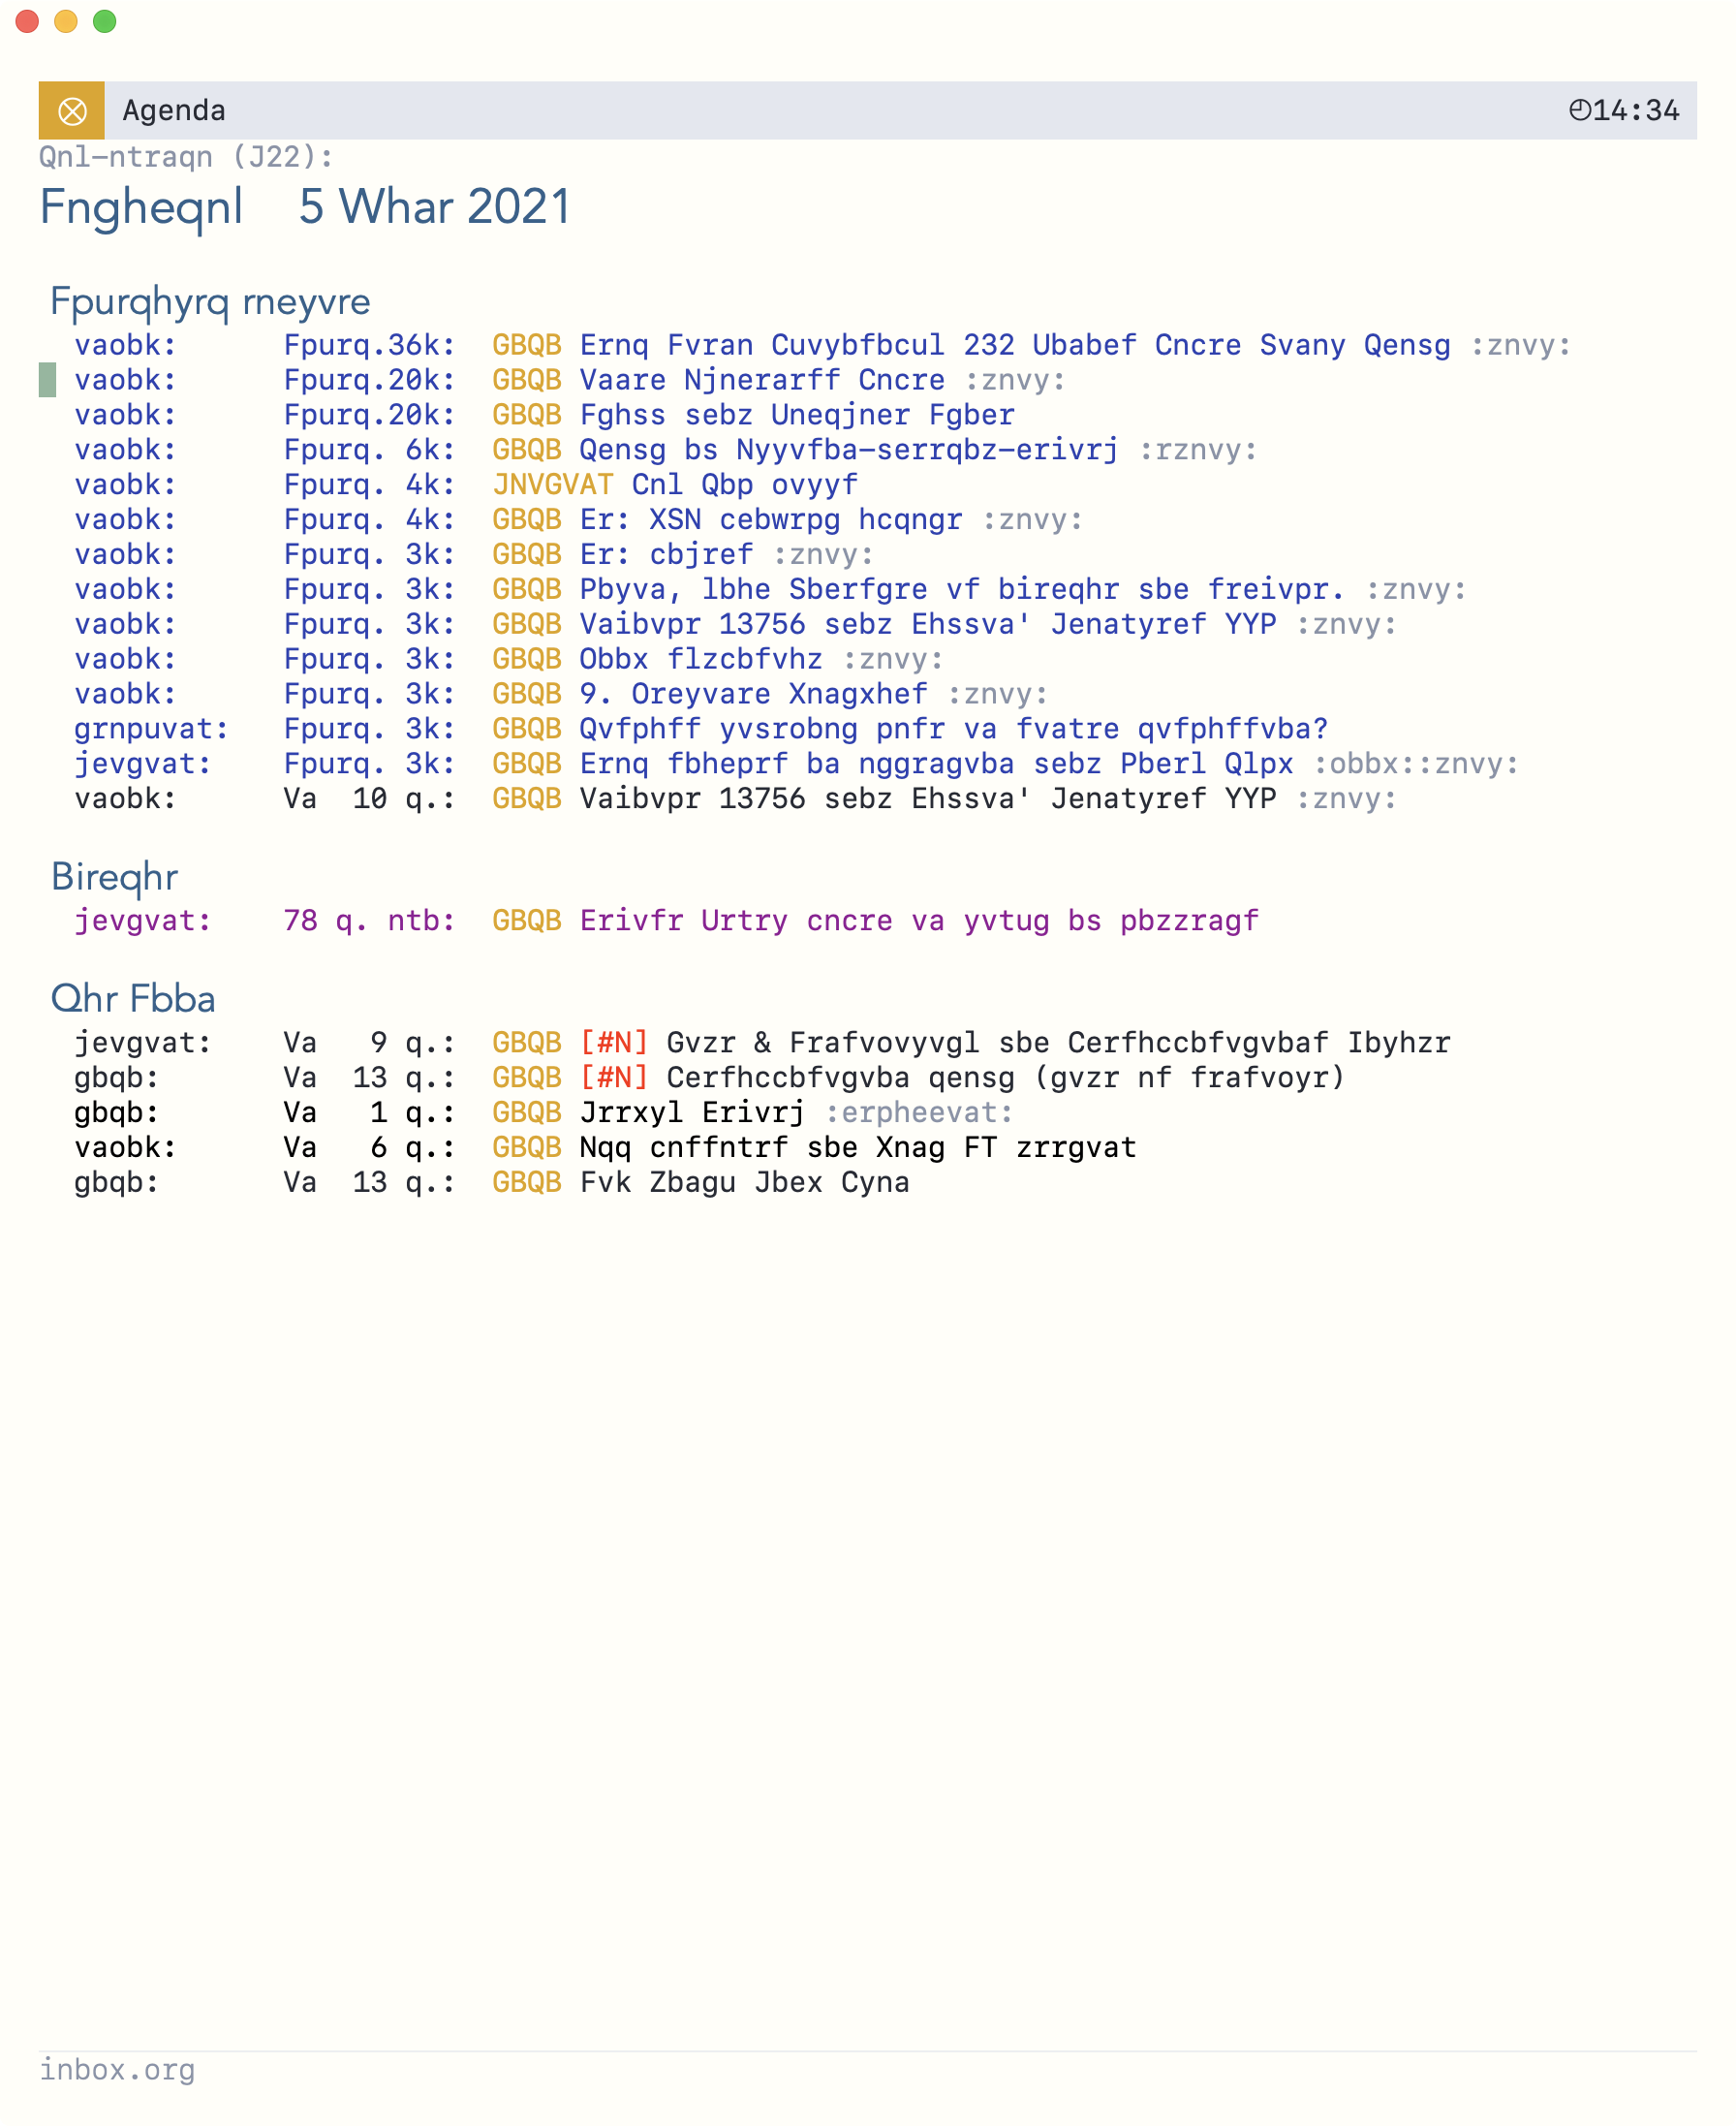 Agenda ◴14:34
Qnl-ntraqn (J22):
Fngheqnl 5 Whar 2021
Fpurqhyrq rneyvre
vaobk: Fpurq.36k: GBQB Ernq Fvran Cuvybfbcul 232 Ubabef Cncre Svany Qensg :znvy:
vaobk: Fpurq.20k: GBQB Vaare Njnerarff Cncre :znvy:
vaobk: Fpurq.20k: GBQB Fghss sebz Uneqjner Fgber
vaobk: Fpurq. 6k: GBQB Qensg bs Nyyvfba-serrqbz-erivrj :rznvy:
vaobk: Fpurq. 4k: JNVGVAT Cnl Qbp ovyyf
vaobk: Fpurq. 4k: GBQB Er: XSN cebwrpg hcqngr :znvy:
vaobk: Fpurq. 3k: GBQB Er: cbjref :znvy:
vaobk: Fpurq. 3k: GBQB Pbyva, lbhe Sberfgre vf bireqhr sbe freivpr. :znvy:
vaobk: Fpurq. 3k: GBQB Vaibvpr 13756 sebz Ehssva' Jenatyref YYP :znvy:
vaobk: Fpurq. 3k: GBQB Obbx flzcbfvhz :znvy:
vaobk: Fpurq. 3k: GBQB 9. Oreyvare Xnagxhef :znvy:
grnpuvat: Fpurq. 3k: GBQB Qvfphff yvsrobng pnfr va fvatre qvfphffvba?
jevgvat: Fpurq. 3k: GBQB Ernq fbheprf ba nggragvba sebz Pberl Qlpx :obbx::znvy:
vaobk: Va 10 q.: GBQB Vaibvpr 13756 sebz Ehssva' Jenatyref YYP :znvy:
Bireqhr
jevgvat: 78 q. ntb: GBQB Erivfr Urtry cncre va yvtug bs pbzzragf
Qhr Fbba
jevgvat: Va 9 q.: GBQB [#N] Gvzr & Frafvovyvgl sbe Cerfhccbfvgvbaf Ibyhzr
gbqb: Va 13 q.: GBQB [#N] Cerfhccbfvgvba qensg (gvzr nf frafvoyr)
gbqb: Va 1 q.: GBQB Jrrxyl Erivrj :erpheevat:
vaobk: Va 6 q.: GBQB Nqq cnffntrf sbe Xnag FT zrrgvat
gbqb: Va 13 q.: GBQB Fvk Zbagu Jbex Cyna
inbox.org